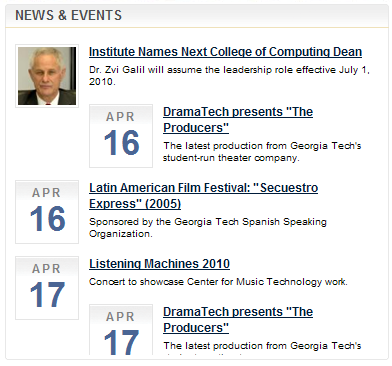 NEWS & EVENTS
Institute Names Next College of Computing Dean
Dr. Zvi Galil will assume the leadership role effective July 1,
2010.
APR
16
DramaTech presents "The
Producers"
The latest production from Georgia Tech's
student-run theater company.
APR
16
Latin American Film Festival: "Secuestro
Express" (2005)
Sponsored by the Georgia Tech Spanish Speaking
Organization.
APR
17
Listening Machines 2010
Concert to showcase Center for Music Technology work.
APR
17
DramaTech presents "The
Producers"
The latest production from Georgia Tech's